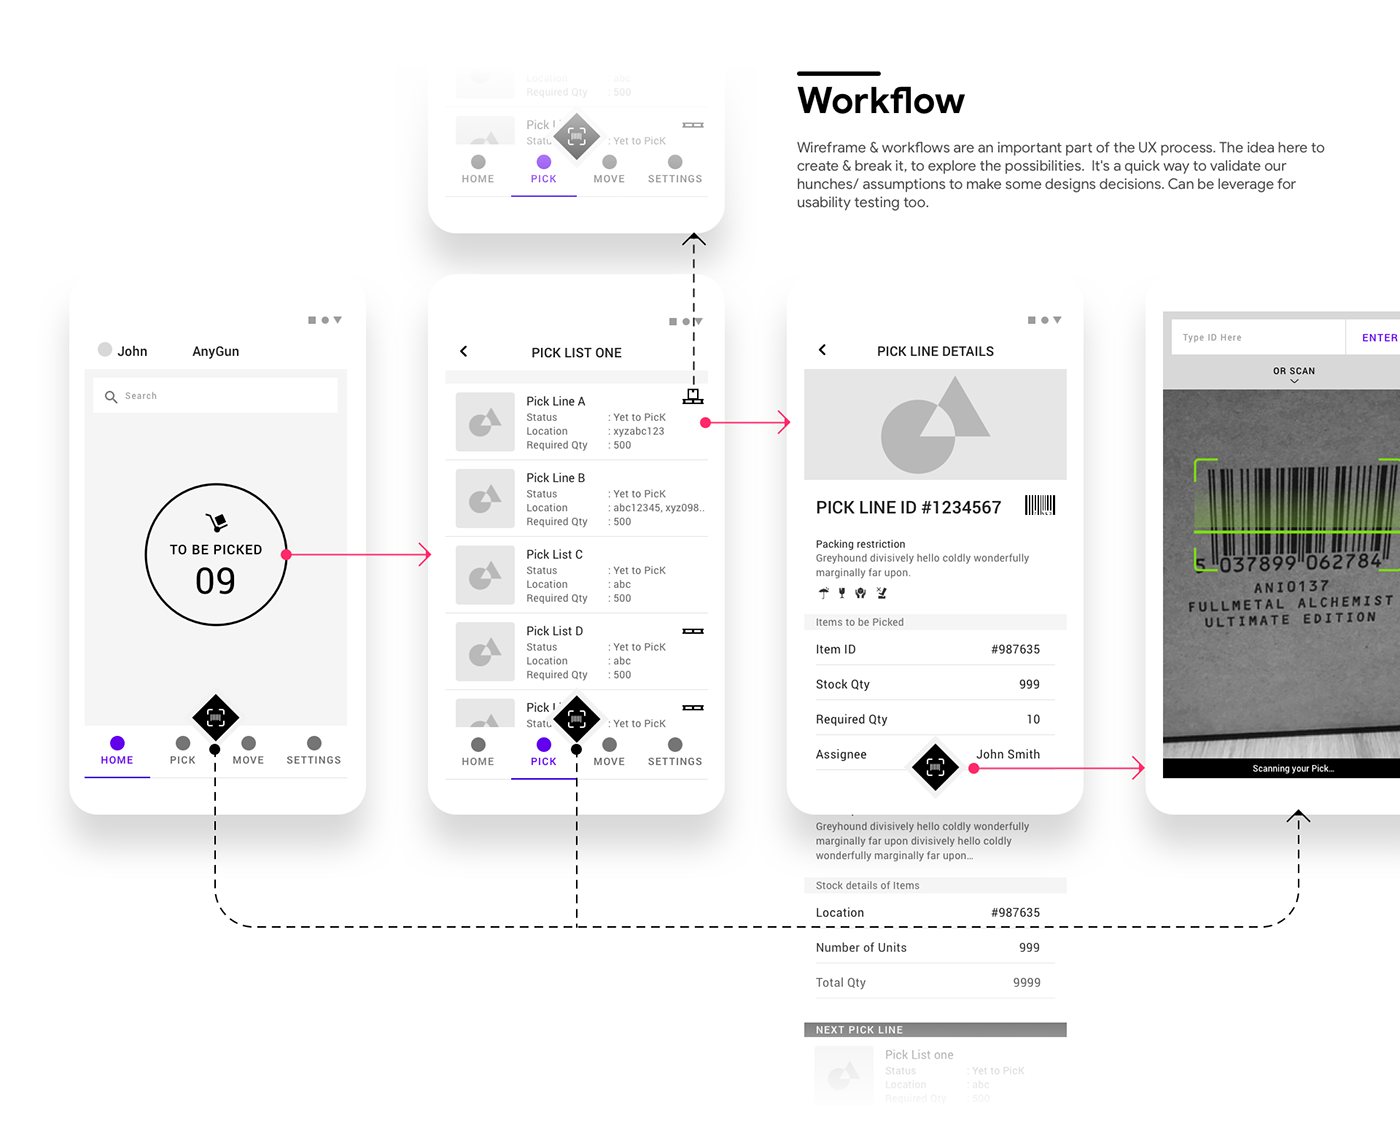 Location : abc
Required Qty : 500
Pick Li
Statu : Yet to PicK
HOME PICK MOVE SETTINGS
Workflow
Wireframe & workflows are an important part of the UX process. The idea here to
create & break it, to explore the possibilities. It's a quick way to validate our
hunches/ assumptions to make some designs decisions. Can be leverage for
usability testing too.
John AnyGun
Search
TO BE PICKED
09
HOME PICK MOVE SETTINGS
PICK LIST ONE
Pick Line A
Status : Yet to PicK
Location : xyzabc123
Required Qty : 500
Pick Line B
Status : Yet to PicK
Location : abc12345, xyz098..
Required Qty : 500
Pick List C
Status : Yet to PicK
Location : abc
Required Qty : 500
Pick List D
Status : Yet to PicK
Location : abc
Required Qty : 500
Pick L
Statu : Yet to PicK
HOME PICK MOVE SETTINGS
PICK LINE DETAILS
PICK LINE ID #1234567
Packing restriction
Greyhound divisively hello coldly wonderfully
marginally far upon.
Items to be Picked
Item ID #987635
Stock Qty 999
Required Qty 10
Assignee John Smith
Greyhound divisively hello coldly wonderfully
marginally far upon divisively hello coldly
wonderfully marginally far upon...
Stock details of Items
Location #987635
Number of Units 999
Total Qty 9999
NEXT PICK LINE
Pick List one
Status : Yet to PicK
Location : abc
Required Qty : 500
Type ID Here ENTER
OR SCAN
5 037899 062784
ANI0137
FULLMETAL ALCHEMIST
ULTIMATE EDITION
Scanning your Pick...